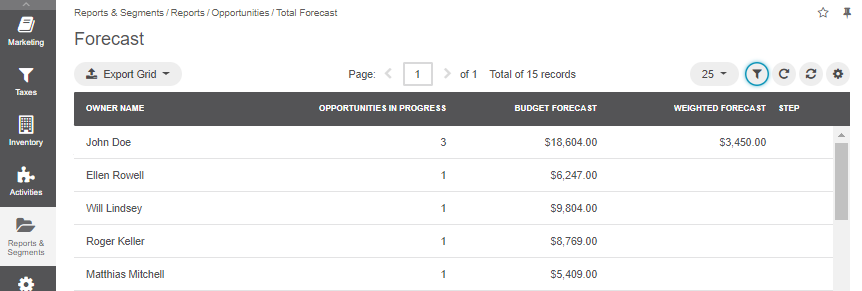 Reports & Segments / Reports / Opportunities / Total Forecast
Marketing
Forecast
Export Grid
Page: 1 of 1 Total of 15 records
25
Taxes
OWNER NAME OPPORTUNITIES IN PROGRESS BUDGET FORECAST WEIGHTED FORECAST STEP
Inventory
John Doe 3 $18,604.00 $3,450.00
Ellen Rowell 1 $6,247.00
Activities
Will Lindsey 1 $9,804.00
Reports &
Segments
Roger Keller 1 $8,769.00
Matthias Mitchell 1 $5,409.00